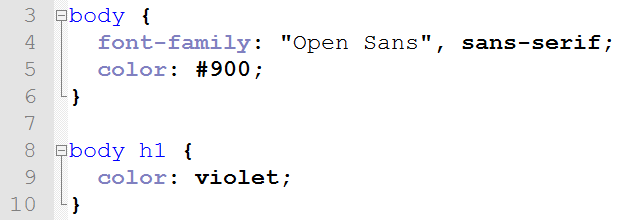 3 body {
4 font-family: "Open Sans", sans-serif;
5 color: #900;
6 }
7
8 body h1 {
9 color: violet;
10 }